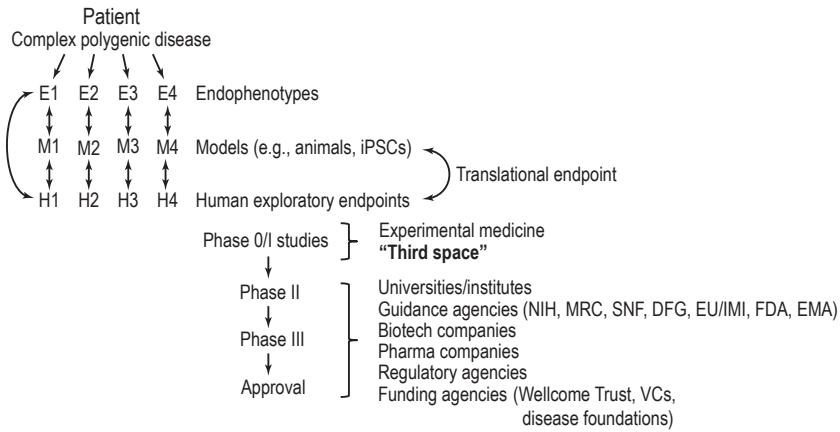 Patient
Complex polygenic disease
E1 E2 E3 E4 Endophenotypes
M1 M2 M3 M4 Models (e.g., animals, iPSCs)
Translational endpoint
H1 H2 H3 H4 Human exploratory endpoints
Phase 0/I studies
Experimental medicine
“Third space”
Phase II
Phase III
Approval
Universities/institutes
Guidance agencies (NIH, MRC, SNF, DFG, EU/IMI, FDA, EMA)
Biotech companies
Pharma companies
Regulatory agencies
Funding agencies (Wellcome Trust, VCs,
disease foundations)